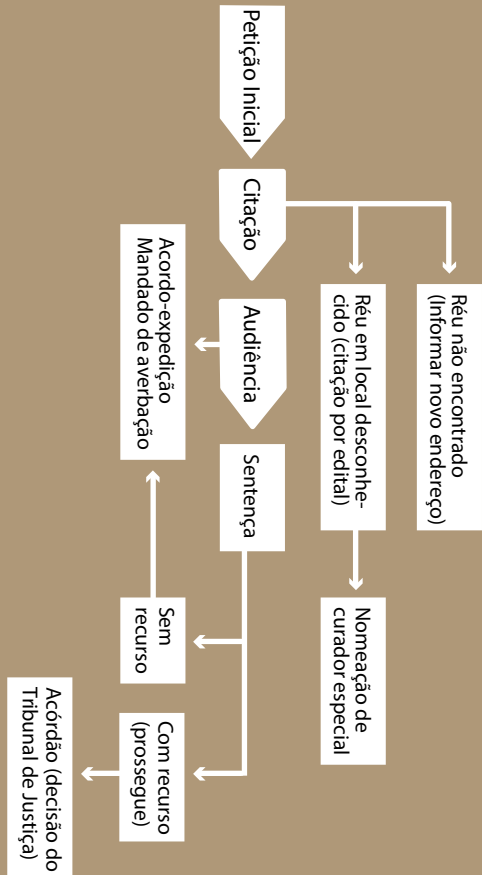 Réu não encontrado
(Informar novo endereço)
Réu em local desconhe-
cido (citação por edital)
Nomeação de
curador especial
Petição Inicial
Citação
Audiência
Sentença
Acordo-expedição
Mandado de averbação
Sem
recurso
Com recurso
(prossegue)
Acórdão (decisão do
Tribunal de Justiça)